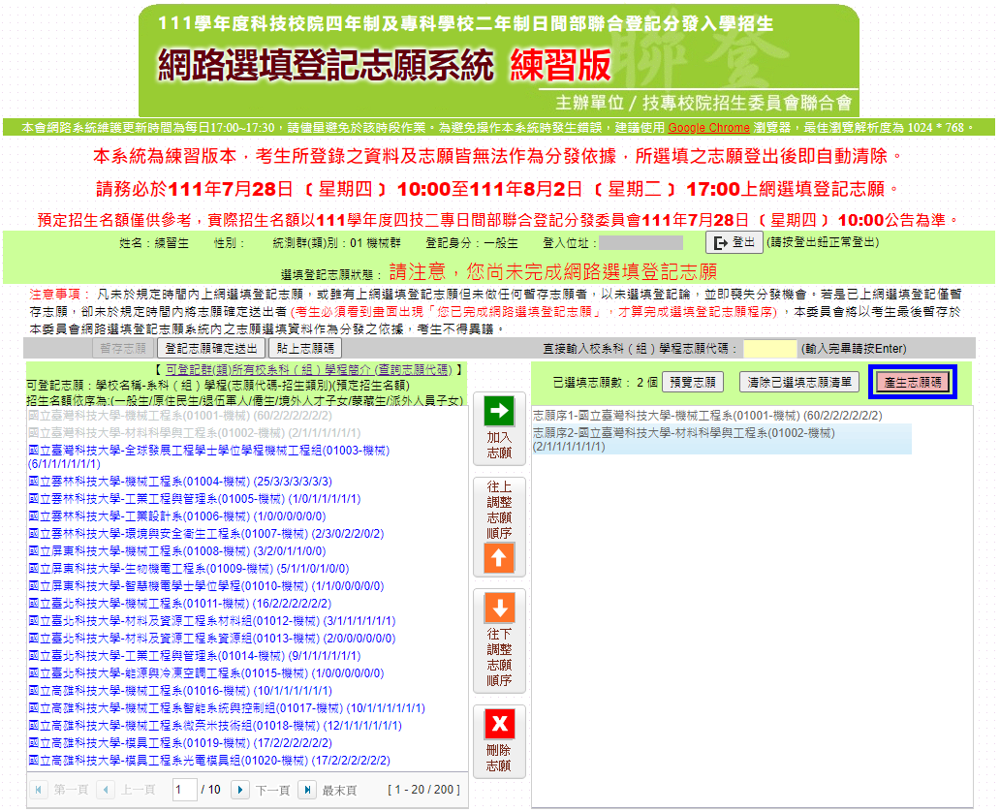 111學年度科技校院四年制及專科學校二年制日間部聯合登記分發入學招生
網路選填登記志願系統 練習版
聯登
主辦單位 / 技專校院招生委員會聯合會
本會網路系統維護更新時間為每日17:00~17:30，請儘量避免於該時段作業。為避免操作本系統時發生錯誤，建議使用 Google Chrome 瀏覽器，最佳瀏覽解析度為 1024 * 768。
本系統為練習版本，考生所登錄之資料及志願皆無法作為分發依據，所選填之志願登出後即自動清除。
請務必於111年7月28日（星期四）10:00至111年8月2日（星期二）17:00上網選填登記志願。
預定招生名額僅供參考，實際招生名額以111學年度四技二專日間部聯合登記分發委員會111年7月28日（星期四）10:00公告為準。
姓名：練習生 性別： 統測群(類)別：01 機械群 登記身分：一般生 登入位址： 登出 (請按登出鈕正常登出)
選填登記志願狀態： 請注意，您尚未完成網路選填登記志願
注意事項： 凡未於規定時間內上網選填登記志願，或雖有上網選填登記志願但未做任何暫存志願者，以未選填登記論，並即喪失分發機會。若是已上網選填登記僅暫
存志願，卻未於規定時間內將志願確定送出者 (考生必須看到畫面出現「您已完成網路選填登記志願」，才算完成選填登記志願程序) ，本委員會將以考生最後暫存於
本委員會網路選填登記志願系統內之志願選填資料作為分發之依據，考生不得異議。
暫存志願 登記志願確定送出 貼上志願碼 直接輸入校系科（組）學程志願代碼： (輸入完畢請按Enter)
【 可登記群(類)所有校系科（組）學程簡介 (查詢志願代碼) 】
可登記志願：學校名稱-系科（組）學程(志願代碼-招生類別)(預定招生名額)
招生名額依序為:(一般生/原住民生/退伍軍人/僑生/境外人才子女/蒙藏生/派外人員子女)
國立臺灣科技大學-機械工程系(01001-機械) (60/2/2/2/2/2/2)
國立臺灣科技大學-材料科學與工程系(01002-機械) (2/1/1/1/1/1/1)
國立臺灣科技大學-全球發展工程學士學位學程機械工程組(01003-機械)
(6/1/1/1/1/1/1)
國立雲林科技大學-機械工程系(01004-機械) (25/3/3/3/3/3/3)
國立雲林科技大學-工業工程與管理系(01005-機械) (1/0/1/1/1/1/1)
國立雲林科技大學-工業設計系(01006-機械) (1/0/0/0/0/0/0)
國立雲林科技大學-環境與安全衛生工程系(01007-機械) (2/3/0/2/2/0/2)
國立屏東科技大學-機械工程系(01008-機械) (3/2/0/1/1/0/0)
國立屏東科技大學-生物機電工程系(01009-機械) (5/1/1/0/1/0/0)
國立屏東科技大學-智慧機電學士學位學程(01010-機械) (1/1/0/0/0/0/0)
國立臺北科技大學-機械工程系(01011-機械) (16/2/2/2/2/2/2)
國立臺北科技大學-材料及資源工程系材料組(01012-機械) (3/1/1/1/1/1/1)
國立臺北科技大學-材料及資源工程系資源組(01013-機械) (2/0/0/0/0/0/0)
國立臺北科技大學-工業工程與管理系(01014-機械) (9/1/1/1/1/1/1)
國立臺北科技大學-能源與冷凍空調工程系(01015-機械) (1/0/0/0/0/0/0)
國立高雄科技大學-機械工程系(01016-機械) (10/1/1/1/1/1/1)
國立高雄科技大學-機械工程系智能系統與控制組(01017-機械) (10/1/1/1/1/1/1)
國立高雄科技大學-機械工程系微奈米技術組(01018-機械) (12/1/1/1/1/1/1)
國立高雄科技大學-模具工程系(01019-機械) (17/2/2/2/2/2/2)
國立高雄科技大學-模具工程系光電模具組(01020-機械) (17/2/2/2/2/2/2)
第一頁 上一頁 1 / 10 下一頁 最末頁 [ 1 - 20 / 200 ]
加入
志願
往上
調整
志願
順序
往下
調整
志願
順序
X
刪除
志願
已選填志願數： 2 個 預覽志願 清除已選填志願清單 產生志願碼
志願序1-國立臺灣科技大學-機械工程系(01001-機械) (60/2/2/2/2/2/2)
志願序2-國立臺灣科技大學-材料科學與工程系(01002-機械)
(2/1/1/1/1/1/1)